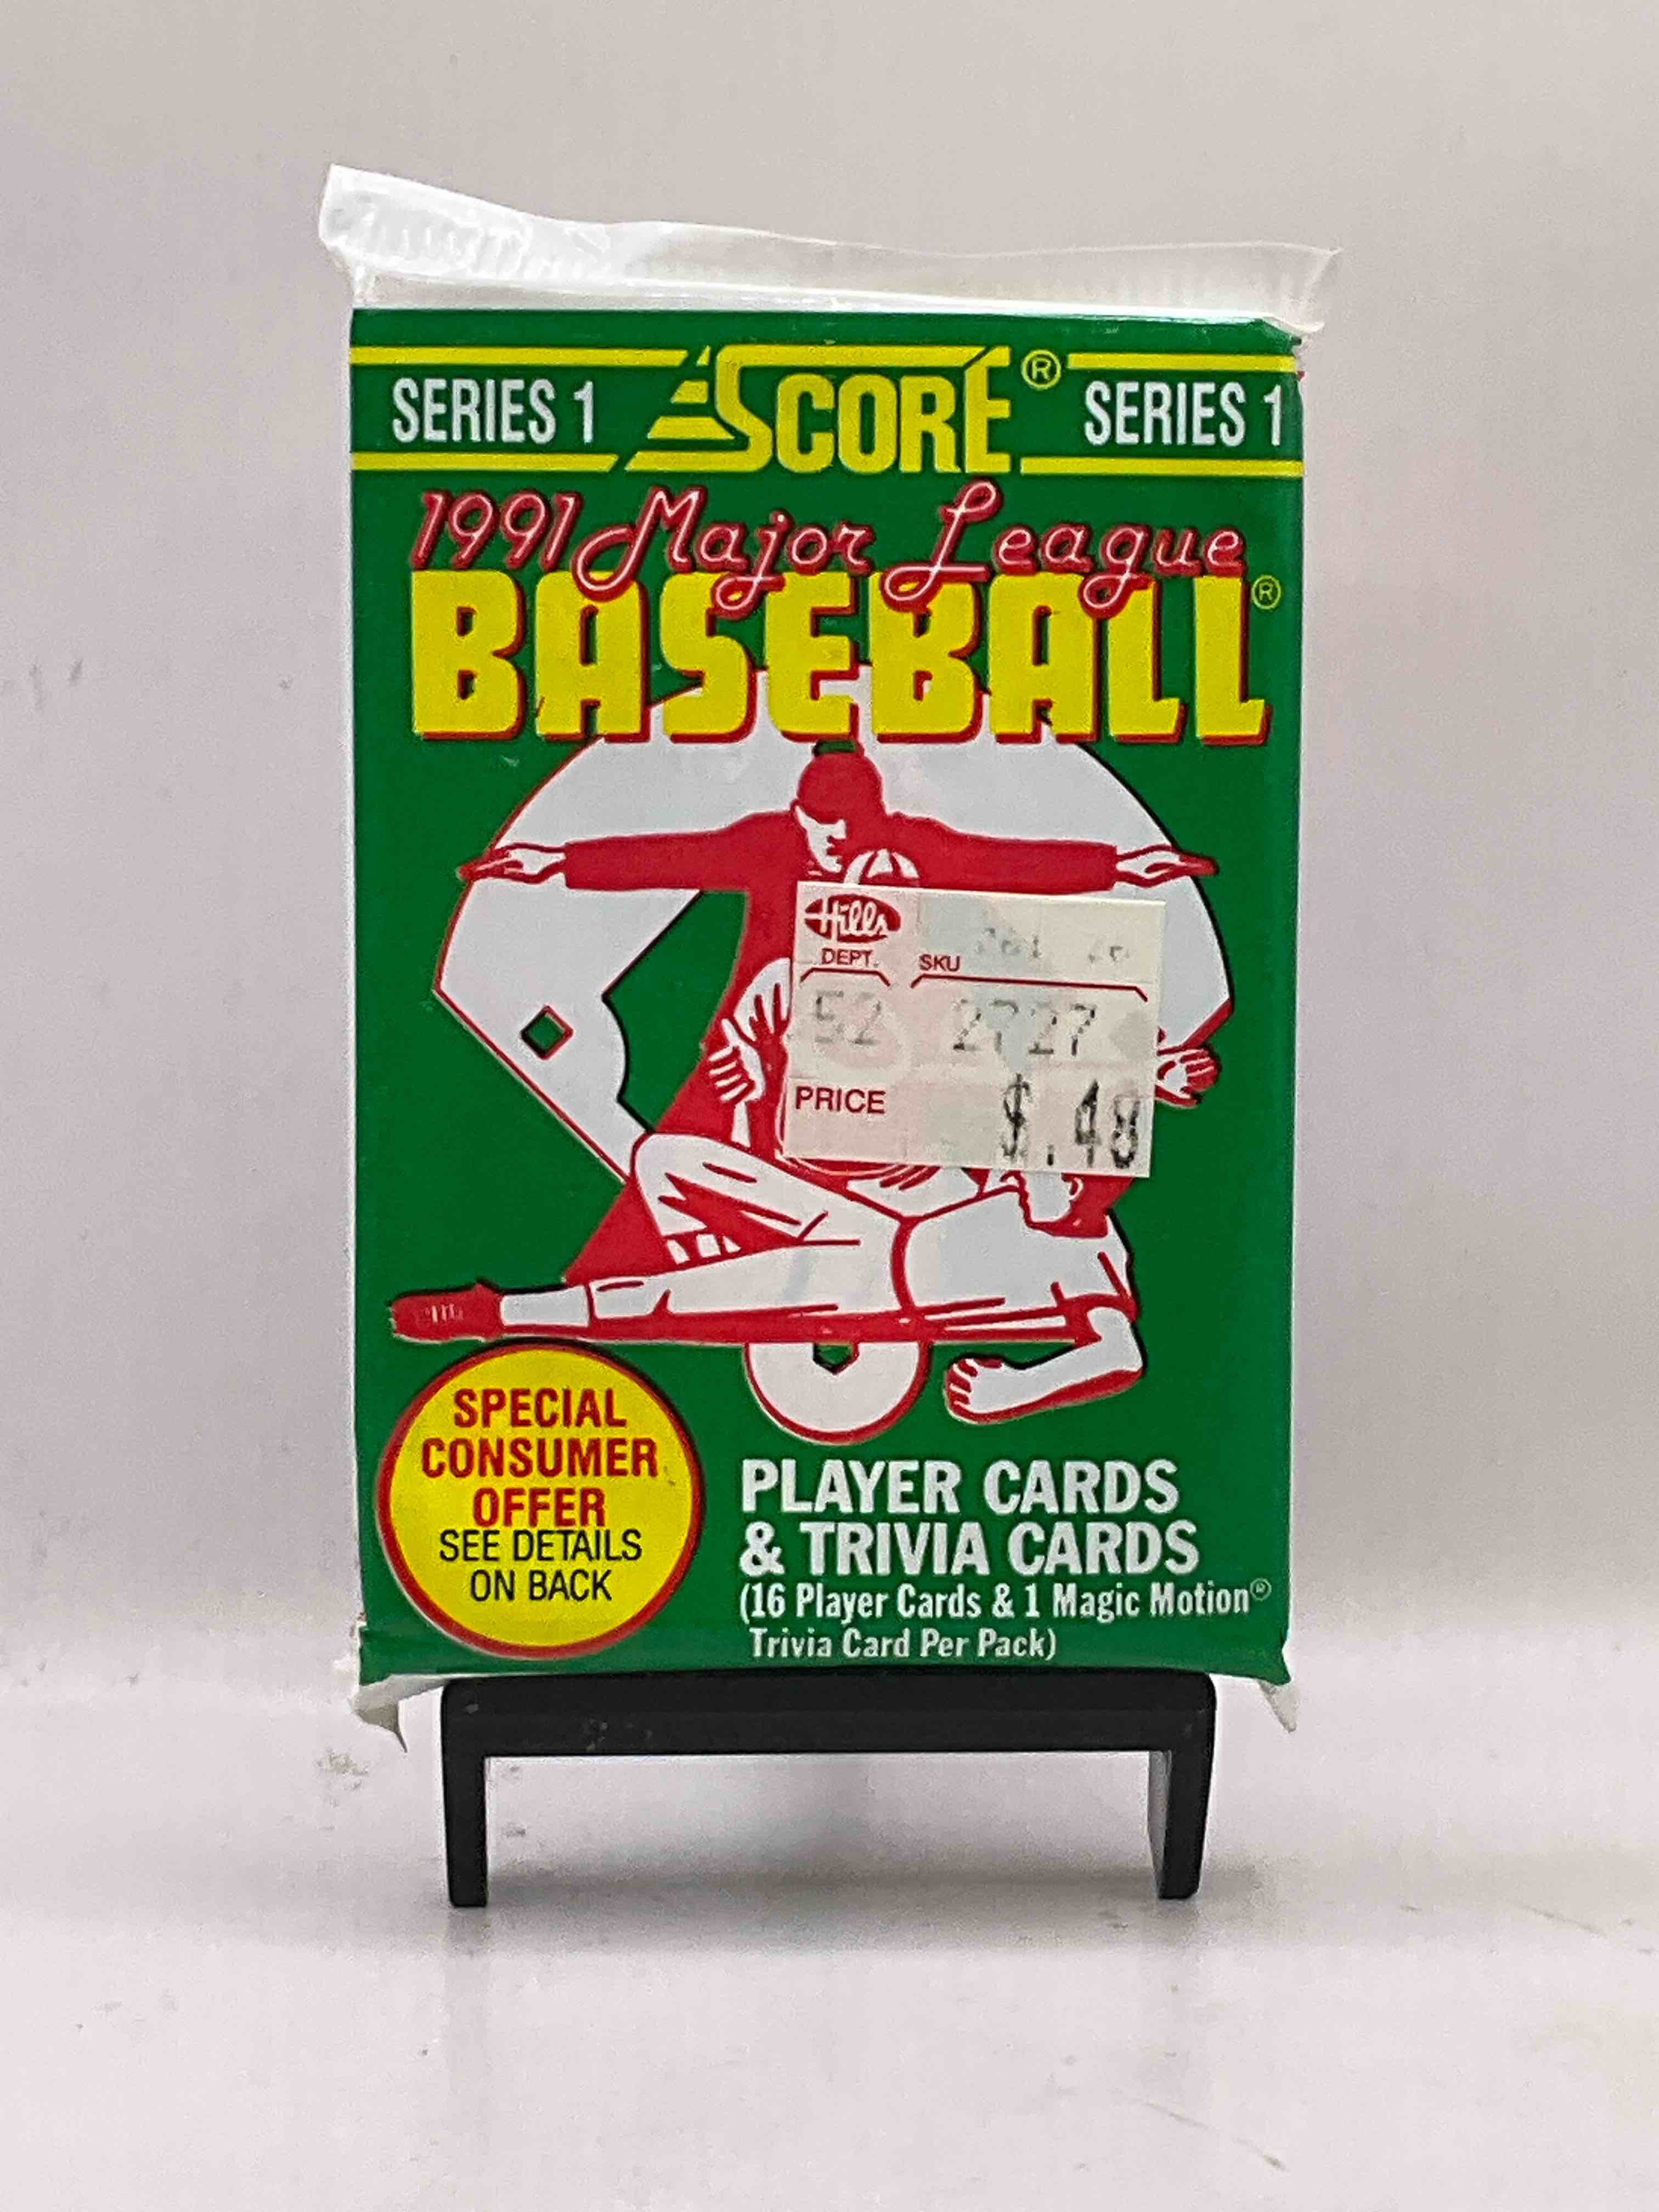 SERIES 1 SCORE® SERIES 1
1991 Major League
BASEBALL®
Hills
DEPT. SKU
52 2727
PRICE $.48
SPECIAL
CONSUMER
OFFER
SEE DETAILS
ON BACK
PLAYER CARDS
& TRIVIA CARDS
(16 Player Cards & 1 Magic Motion®
Trivia Card Per Pack)